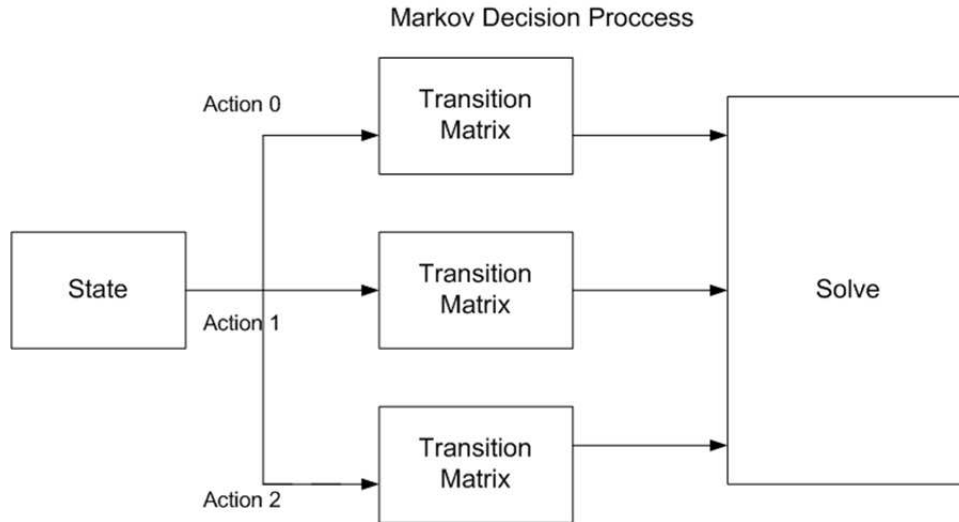 Markov Decision Proccess
Action 0
Transition
Matrix
State
Action 1
Transition
Matrix
Solve
Action 2
Transition
Matrix